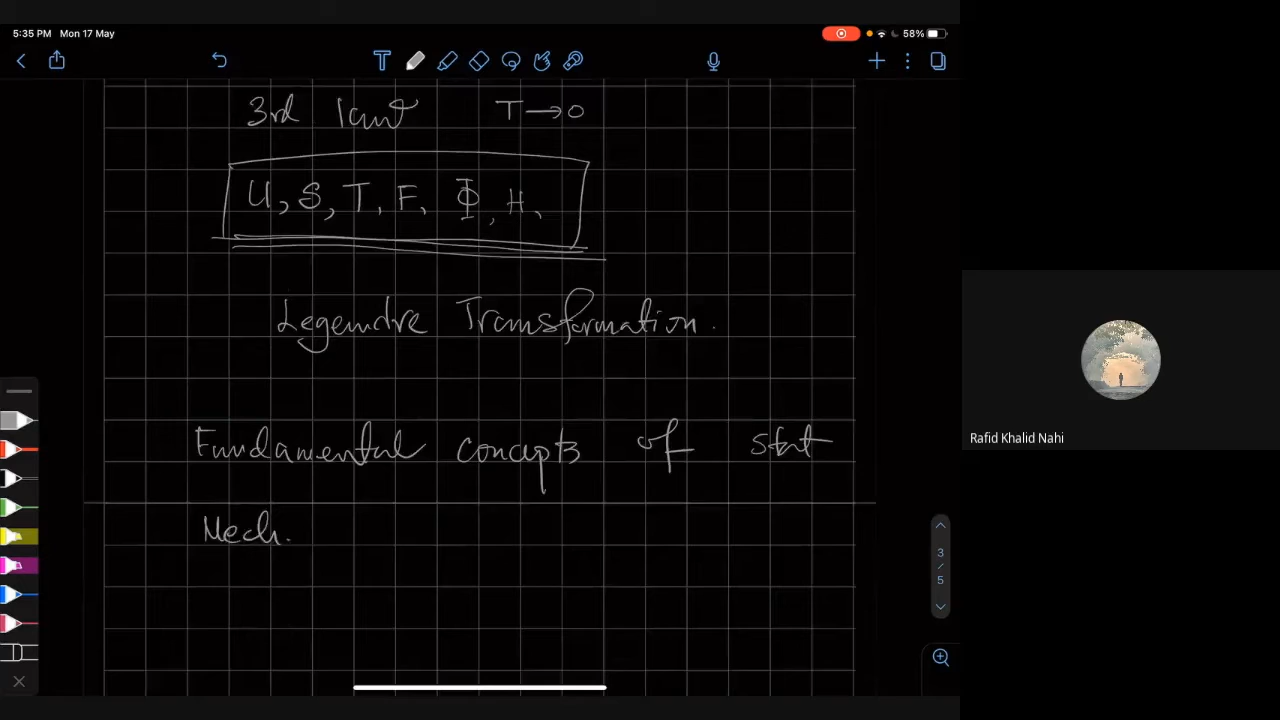 5:35 PM Mon 17 May
58%
3rd law T→0
U, S, T, F, Φ, H,
Legendre Transformation.
Fundamental concepts of stat
Mech.
3
/
5
Rafid Khalid Nahi